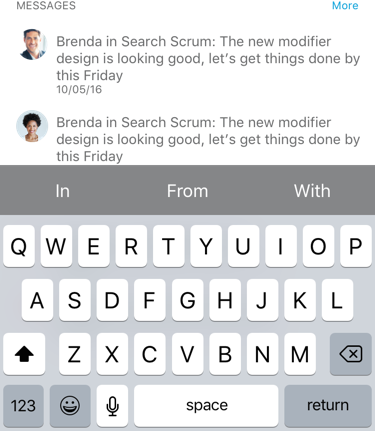 MESSAGES More
Brenda in Search Scrum: The new modifier
design is looking good, let's get things done by
this Friday
10/05/16
Brenda in Search Scrum: The new modifier
design is looking good, let's get things done by
this Friday
In From With
Q W E R T Y U I O P
A S D F G H J K L
Z X C V B N M
123 space return